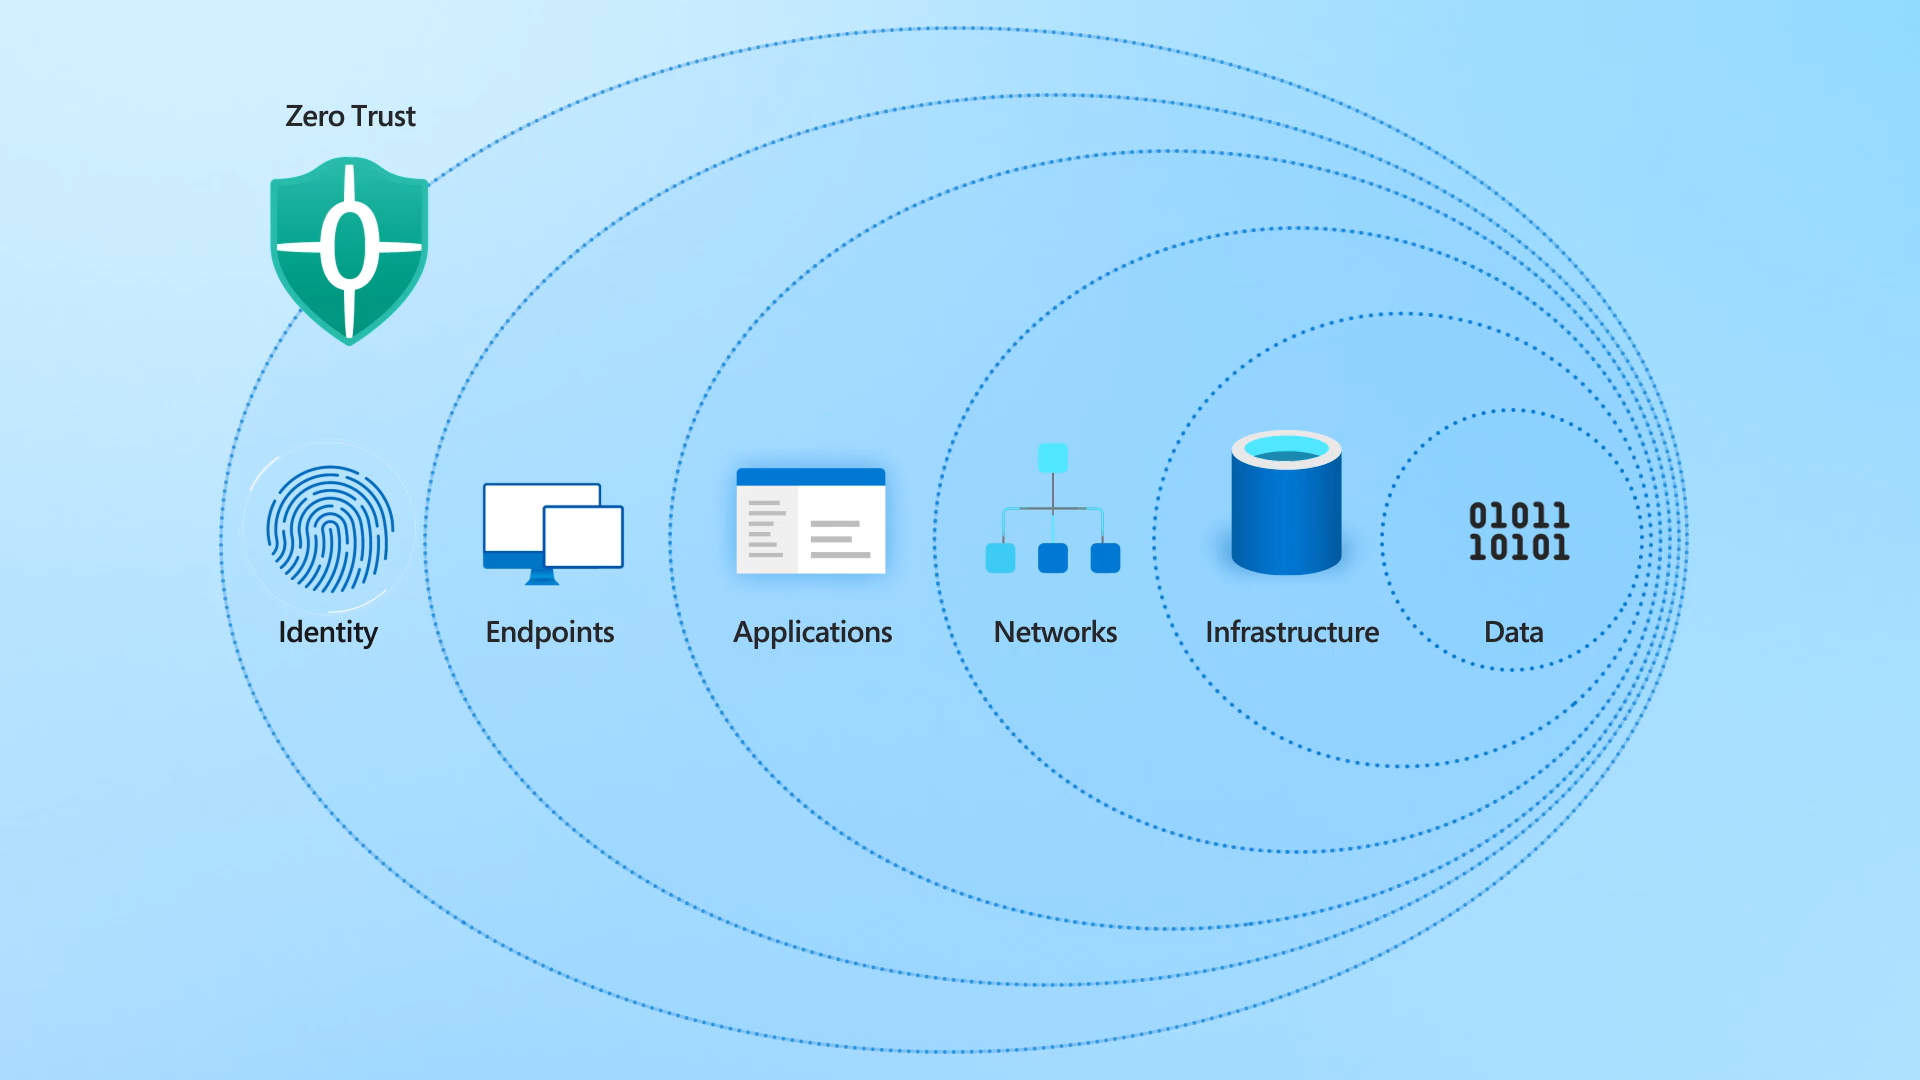 Zero Trust
01011
10101
Identity
Endpoints
Applications
Networks
Infrastructure
Data